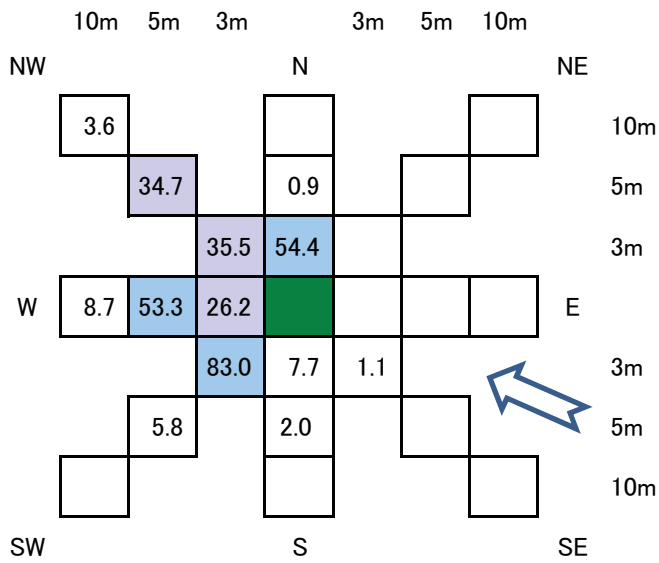 10m 5m 3m 3m 5m 10m
NW N NE
3.6 10m
34.7 0.9 5m
35.5 54.4 3m
W 8.7 53.3 26.2 E
83.0 7.7 1.1 3m
5.8 2.0 5m
10m
SW S SE